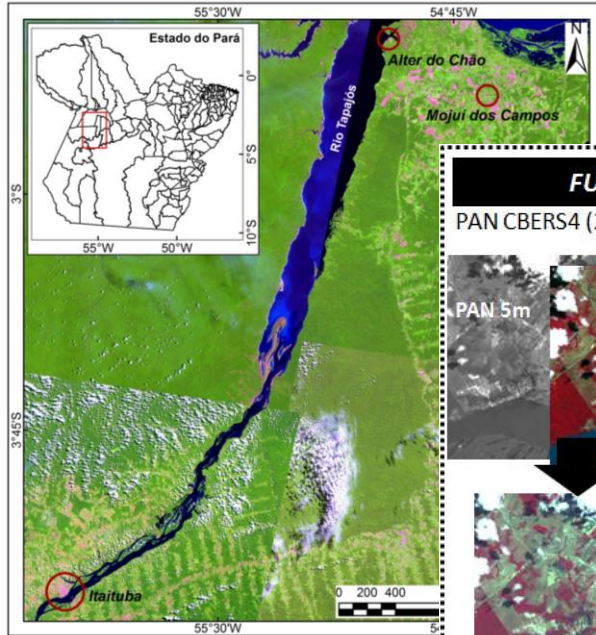 55°30'W
54°45'W
Estado do Pará
0°
5°S
10°S
55°W
50°W
N
Alter do Chão
Mojuí dos Campos
Rio Tapajós
3°S
3°45'S
Itaituba
0 200 400
55°30'W
FU
PAN CBERS4 (
PAN 5m